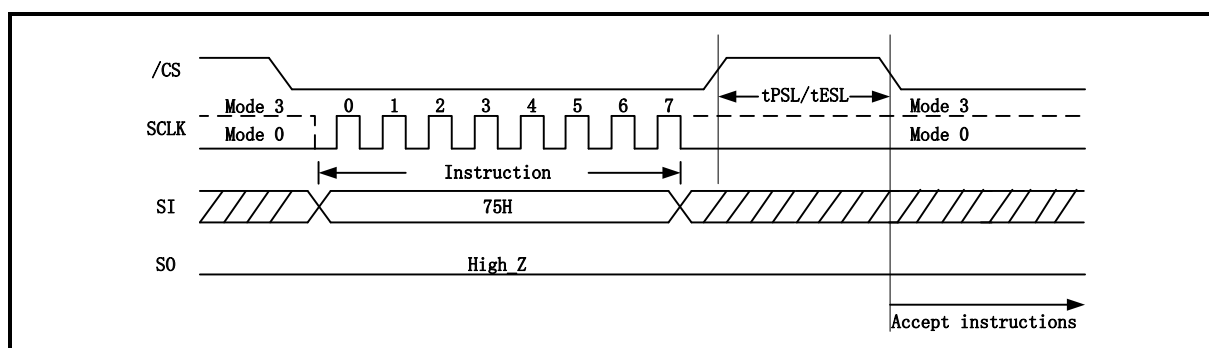 /CS
tPSL/tESL
Mode 3 0 1 2 3 4 5 6 7 Mode 3
SCLK
Mode 0 Mode 0
Instruction
SI 75H
SO High_Z
Accept instructions